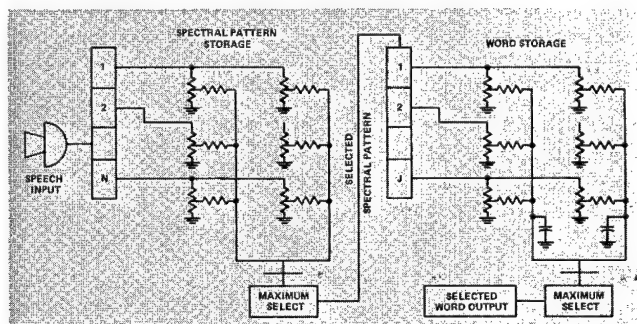 SPECTRAL PATTERN
STORAGE
1
2
N
SPEECH
INPUT
MAXIMUM
SELECT
SELECTED
SPECTRAL PATTERN
WORD STORAGE
1
2
J
SELECTED
WORD OUTPUT
MAXIMUM
SELECT